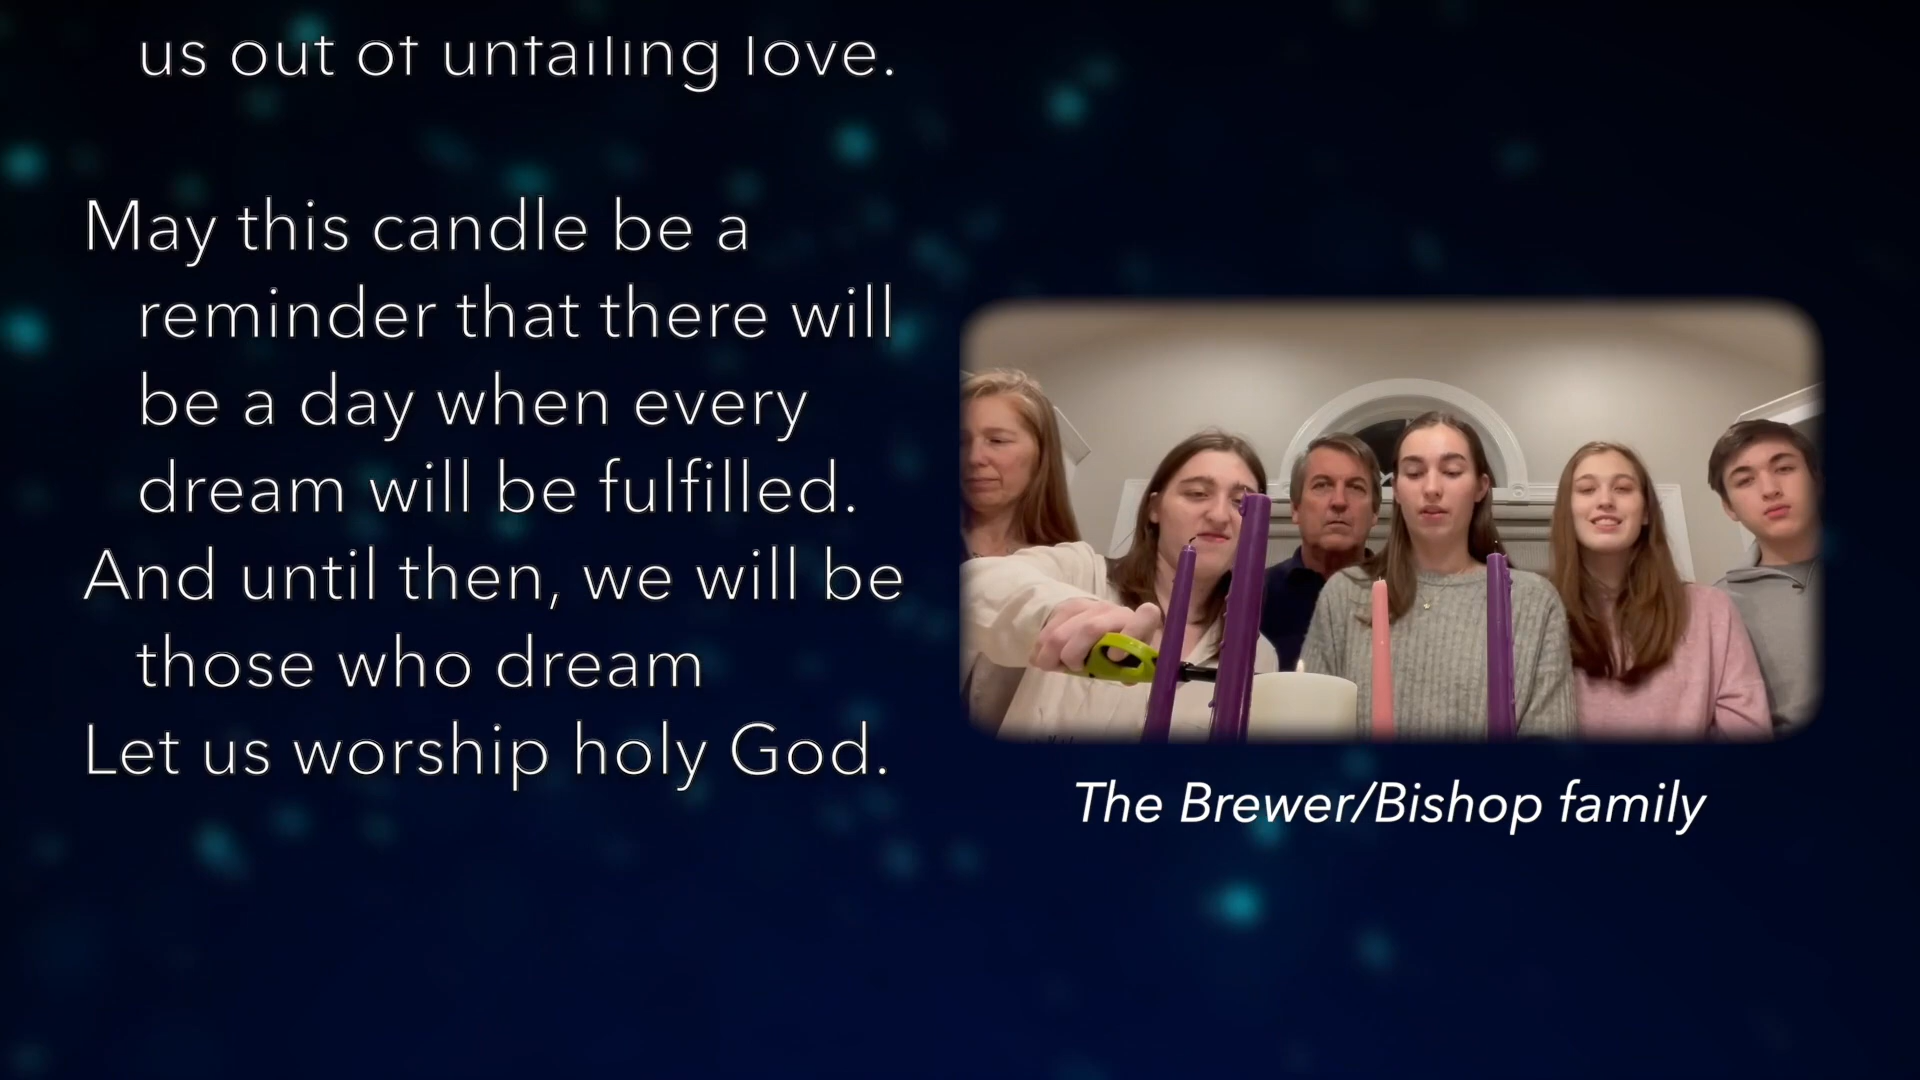 us out of unfailing love.
May this candle be a
reminder that there will
be a day when every
dream will be fulfilled.
And until then, we will be
those who dream
Let us worship holy God.
The Brewer/Bishop family